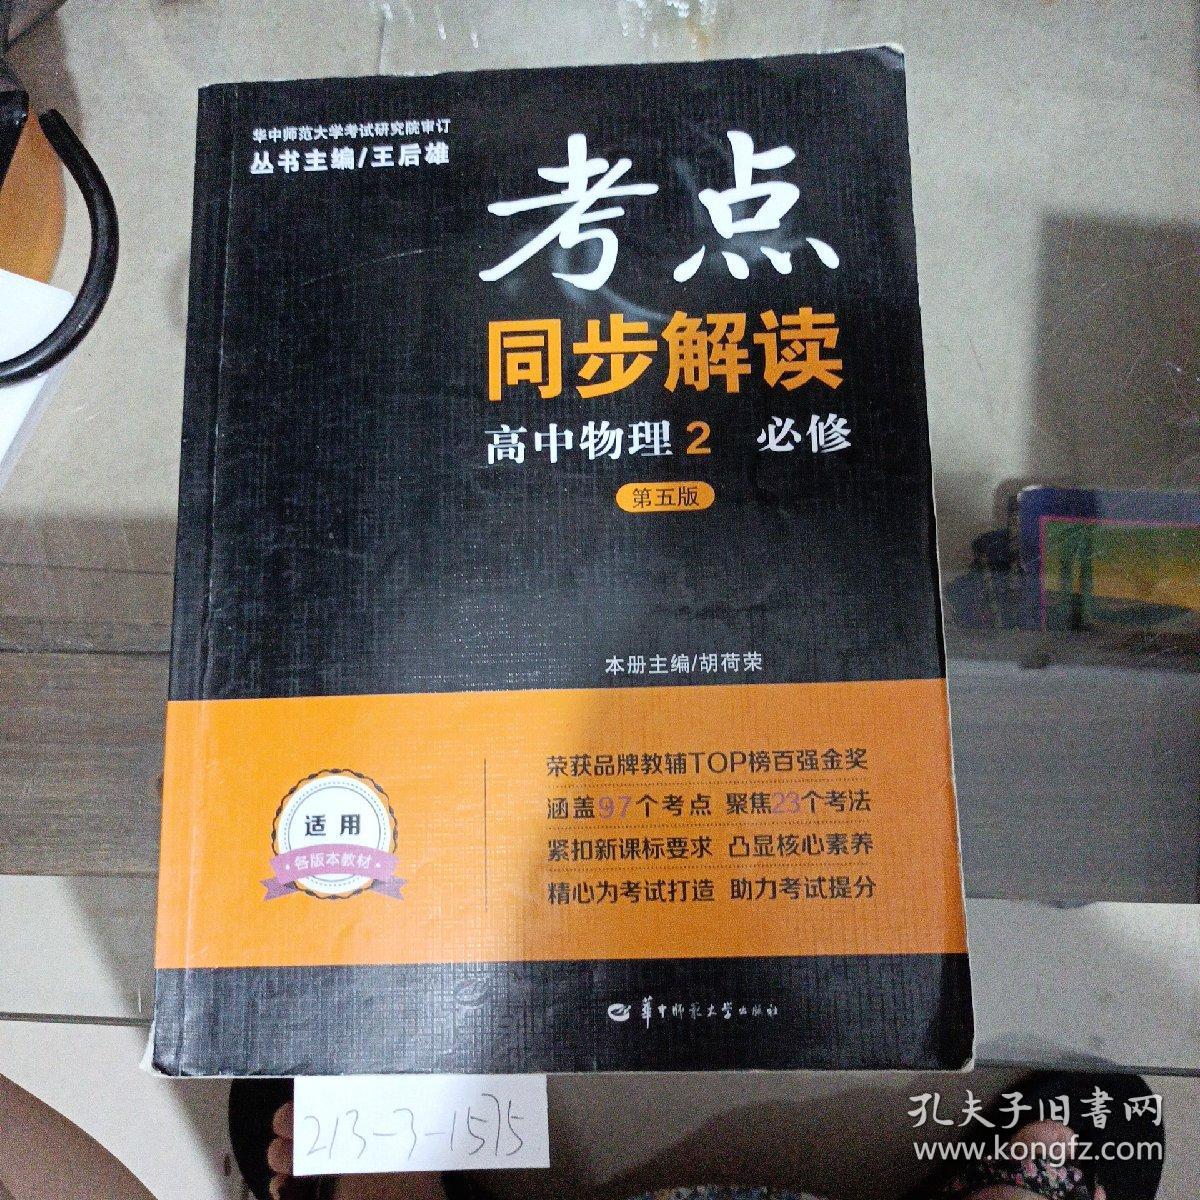 华中师范大学考试研究院审订
丛书主编/王后雄
考点
同步解读
高中物理2 必修
第五版
本册主编/胡荷荣
荣获品牌教辅TOP榜百强金奖
涵盖97个考点 聚焦23个考法
紧扣新课标要求 凸显核心素养
精心为考试打造 助力考试提分
适用
·各版本教材·
华中师范大学出版社
213-3-1575
孔夫子旧书网
www.kongfz.com